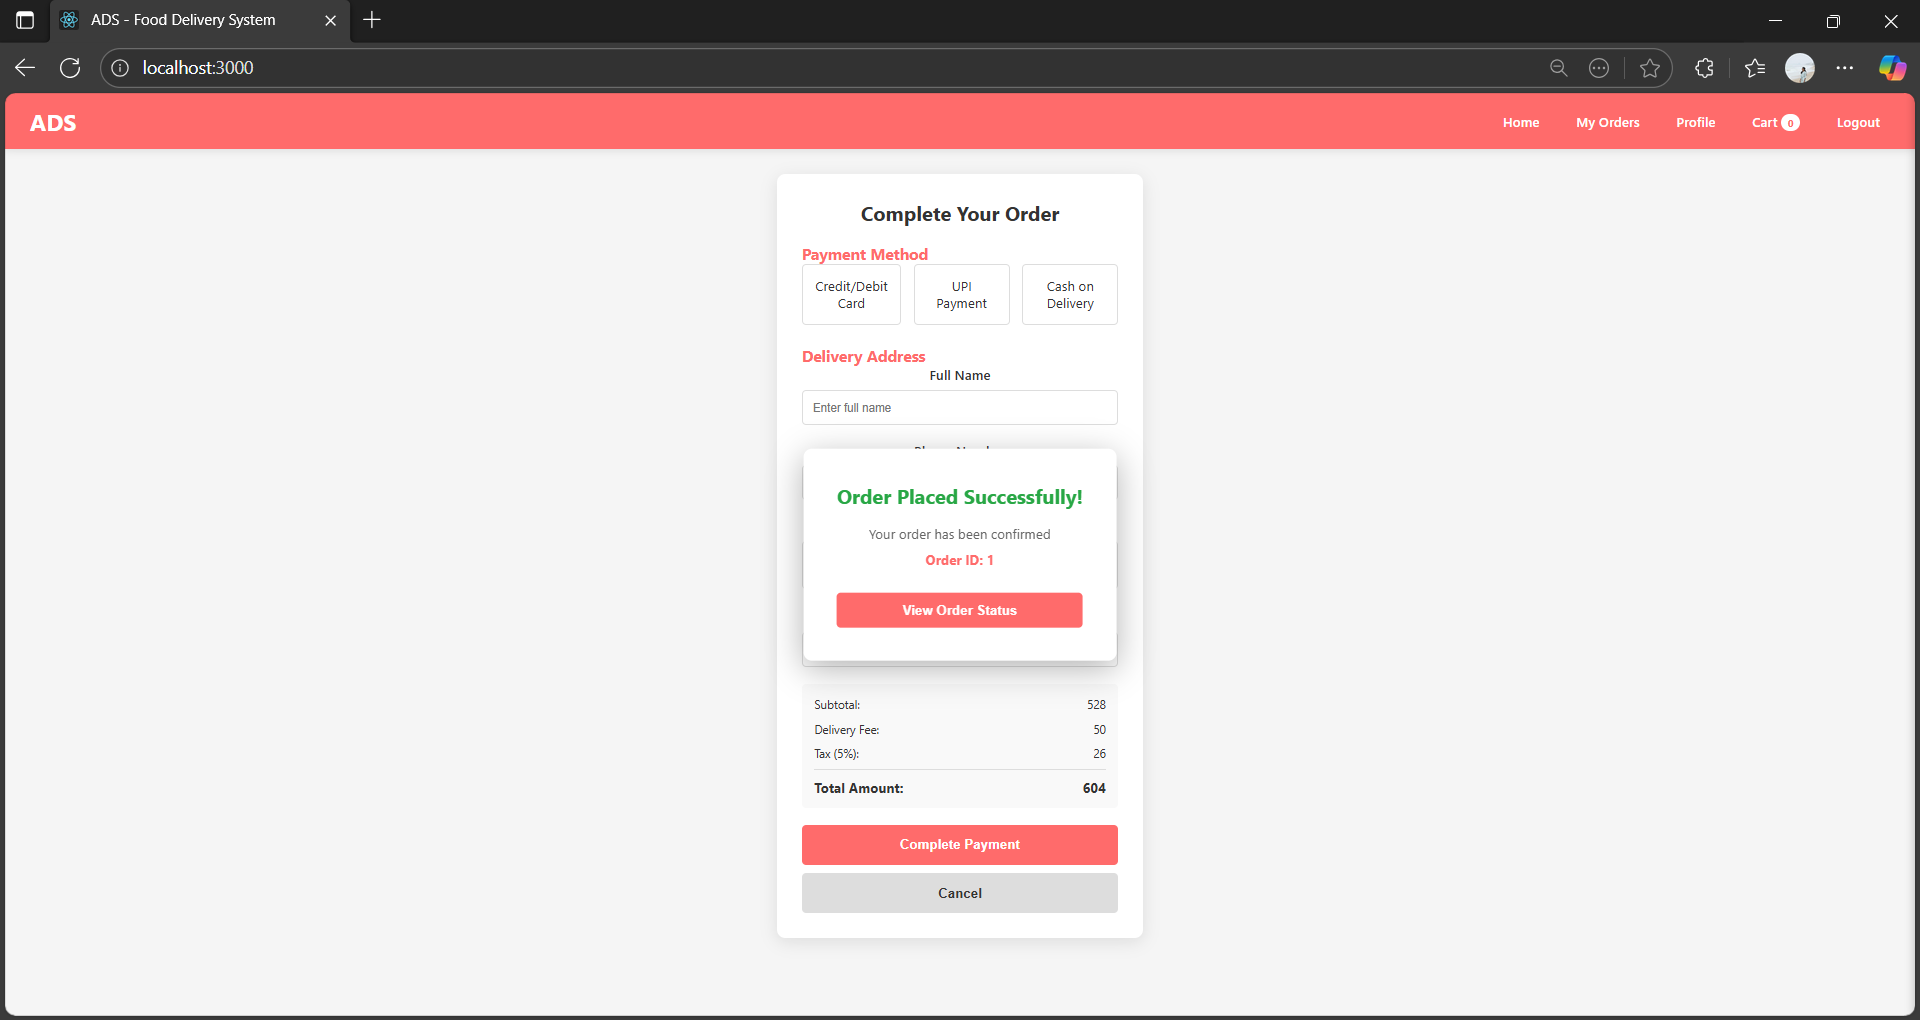 ADS - Food Delivery System
localhost:3000
ADS
Home
My Orders
Profile
Cart 0
Logout
Complete Your Order
Payment Method
Credit/Debit
Card
UPI
Payment
Cash on
Delivery
Delivery Address
Full Name
Enter full name
Order Placed Successfully!
Your order has been confirmed
Order ID: 1
View Order Status
Subtotal: 528
Delivery Fee: 50
Tax (5%): 26
Total Amount: 604
Complete Payment
Cancel